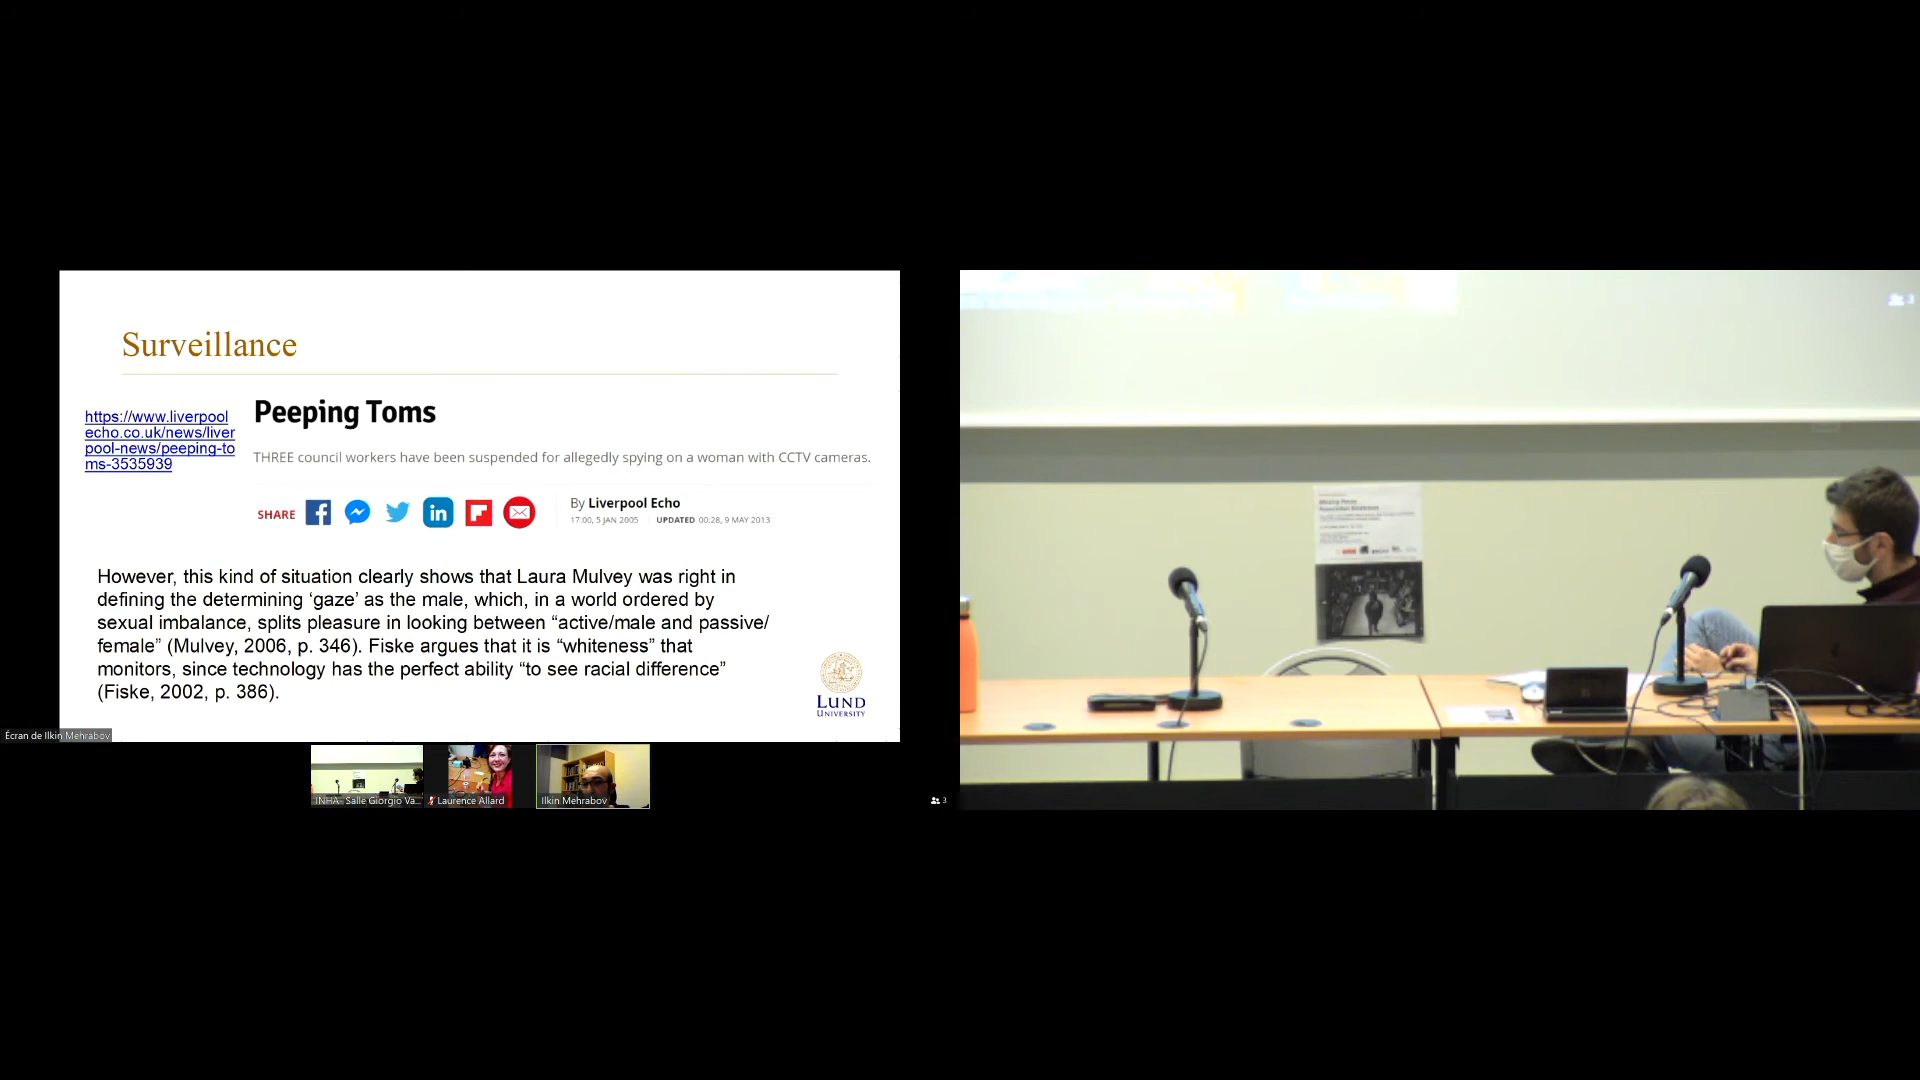 Surveillance
https://www.liverpool
echo.co.uk/news/liver
pool-news/peeping-to
ms-3535939
Peeping Toms
THREE council workers have been suspended for allegedly spying on a woman with CCTV cameras.
SHARE
By Liverpool Echo
17:00, 5 JAN 2005 UPDATED 00:28, 9 MAY 2013
However, this kind of situation clearly shows that Laura Mulvey was right in
defining the determining ‘gaze’ as the male, which, in a world ordered by
sexual imbalance, splits pleasure in looking between “active/male and passive/
female” (Mulvey, 2006, p. 346). Fiske argues that it is “whiteness” that
monitors, since technology has the perfect ability “to see racial difference”
(Fiske, 2002, p. 386).
LUND
UNIVERSITY
Écran de Ilkin Mehrabov
INHA- Salle Giorgio Va...
Laurence Allard
Ilkin Mehrabov
3